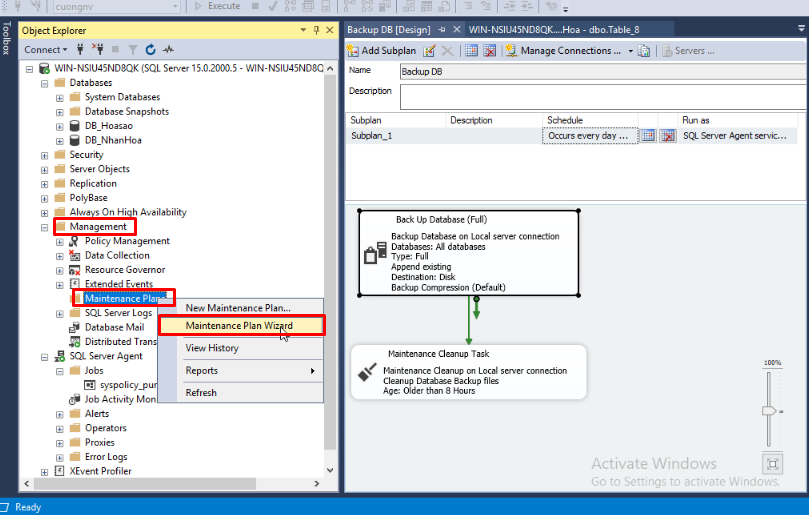 cuongnv
Execute
Toolbox
Object Explorer
Connect
WIN-NSIU45ND8QK (SQL Server 15.0.2000.5 - WIN-NSIU45ND8Q
Databases
System Databases
Database Snapshots
DB_Hoasao
DB_NhanHoa
Security
Server Objects
Replication
PolyBase
Always On High Availability
Management
Policy Management
Data Collection
Resource Governor
Extended Events
Maintenance Plans
SQL Server Logs
Database Mail
Distributed Trans
SQL Server Agent
Jobs
syspolicy_pur
Job Activity Mon
Alerts
Operators
Proxies
Error Logs
XEvent Profiler
New Maintenance Plan...
Maintenance Plan Wizard
View History
Reports
Refresh
Backup DB [Design]
WIN-NSIU45ND8QK....Hoa - dbo.Table_8
Add Subplan
Manage Connections ...
Servers ...
Name
Backup DB
Description
Subplan Description Schedule Run as
Subplan_1 Occurs every day ... SQL Server Agent servic...
Back Up Database (Full)
Backup Database on Local server connection
Databases: All databases
Type: Full
Append existing
Destination: Disk
Backup Compression (Default)
Maintenance Cleanup Task
Maintenance Cleanup on Local server connection
Cleanup Database Backup files
Age: Older than 8 Hours
100%
Activate Windows
Go to Settings to activate Windows.
Ready